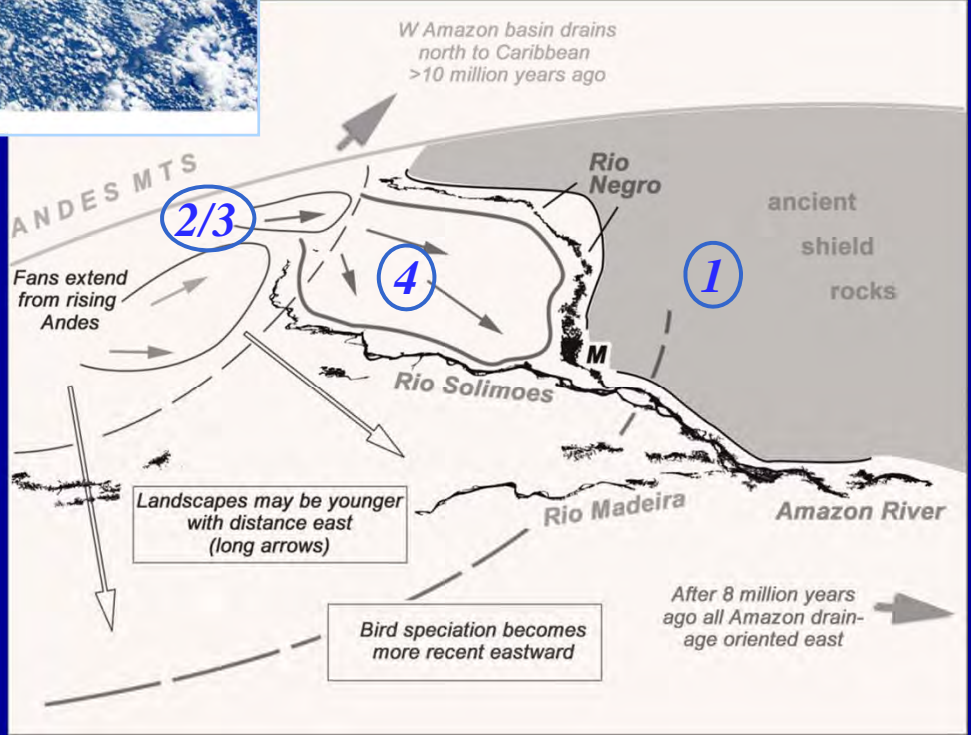 W Amazon basin drains
north to Caribbean
>10 million years ago
ANDES MTS
Rio
Negro
ancient
shield
rocks
2/3
4
1
Fans extend
from rising
Andes
M
Rio Solimoes
Landscapes may be younger
with distance east
(long arrows)
Rio Madeira
Amazon River
After 8 million years
ago all Amazon drain-
age oriented east
Bird speciation becomes
more recent eastward